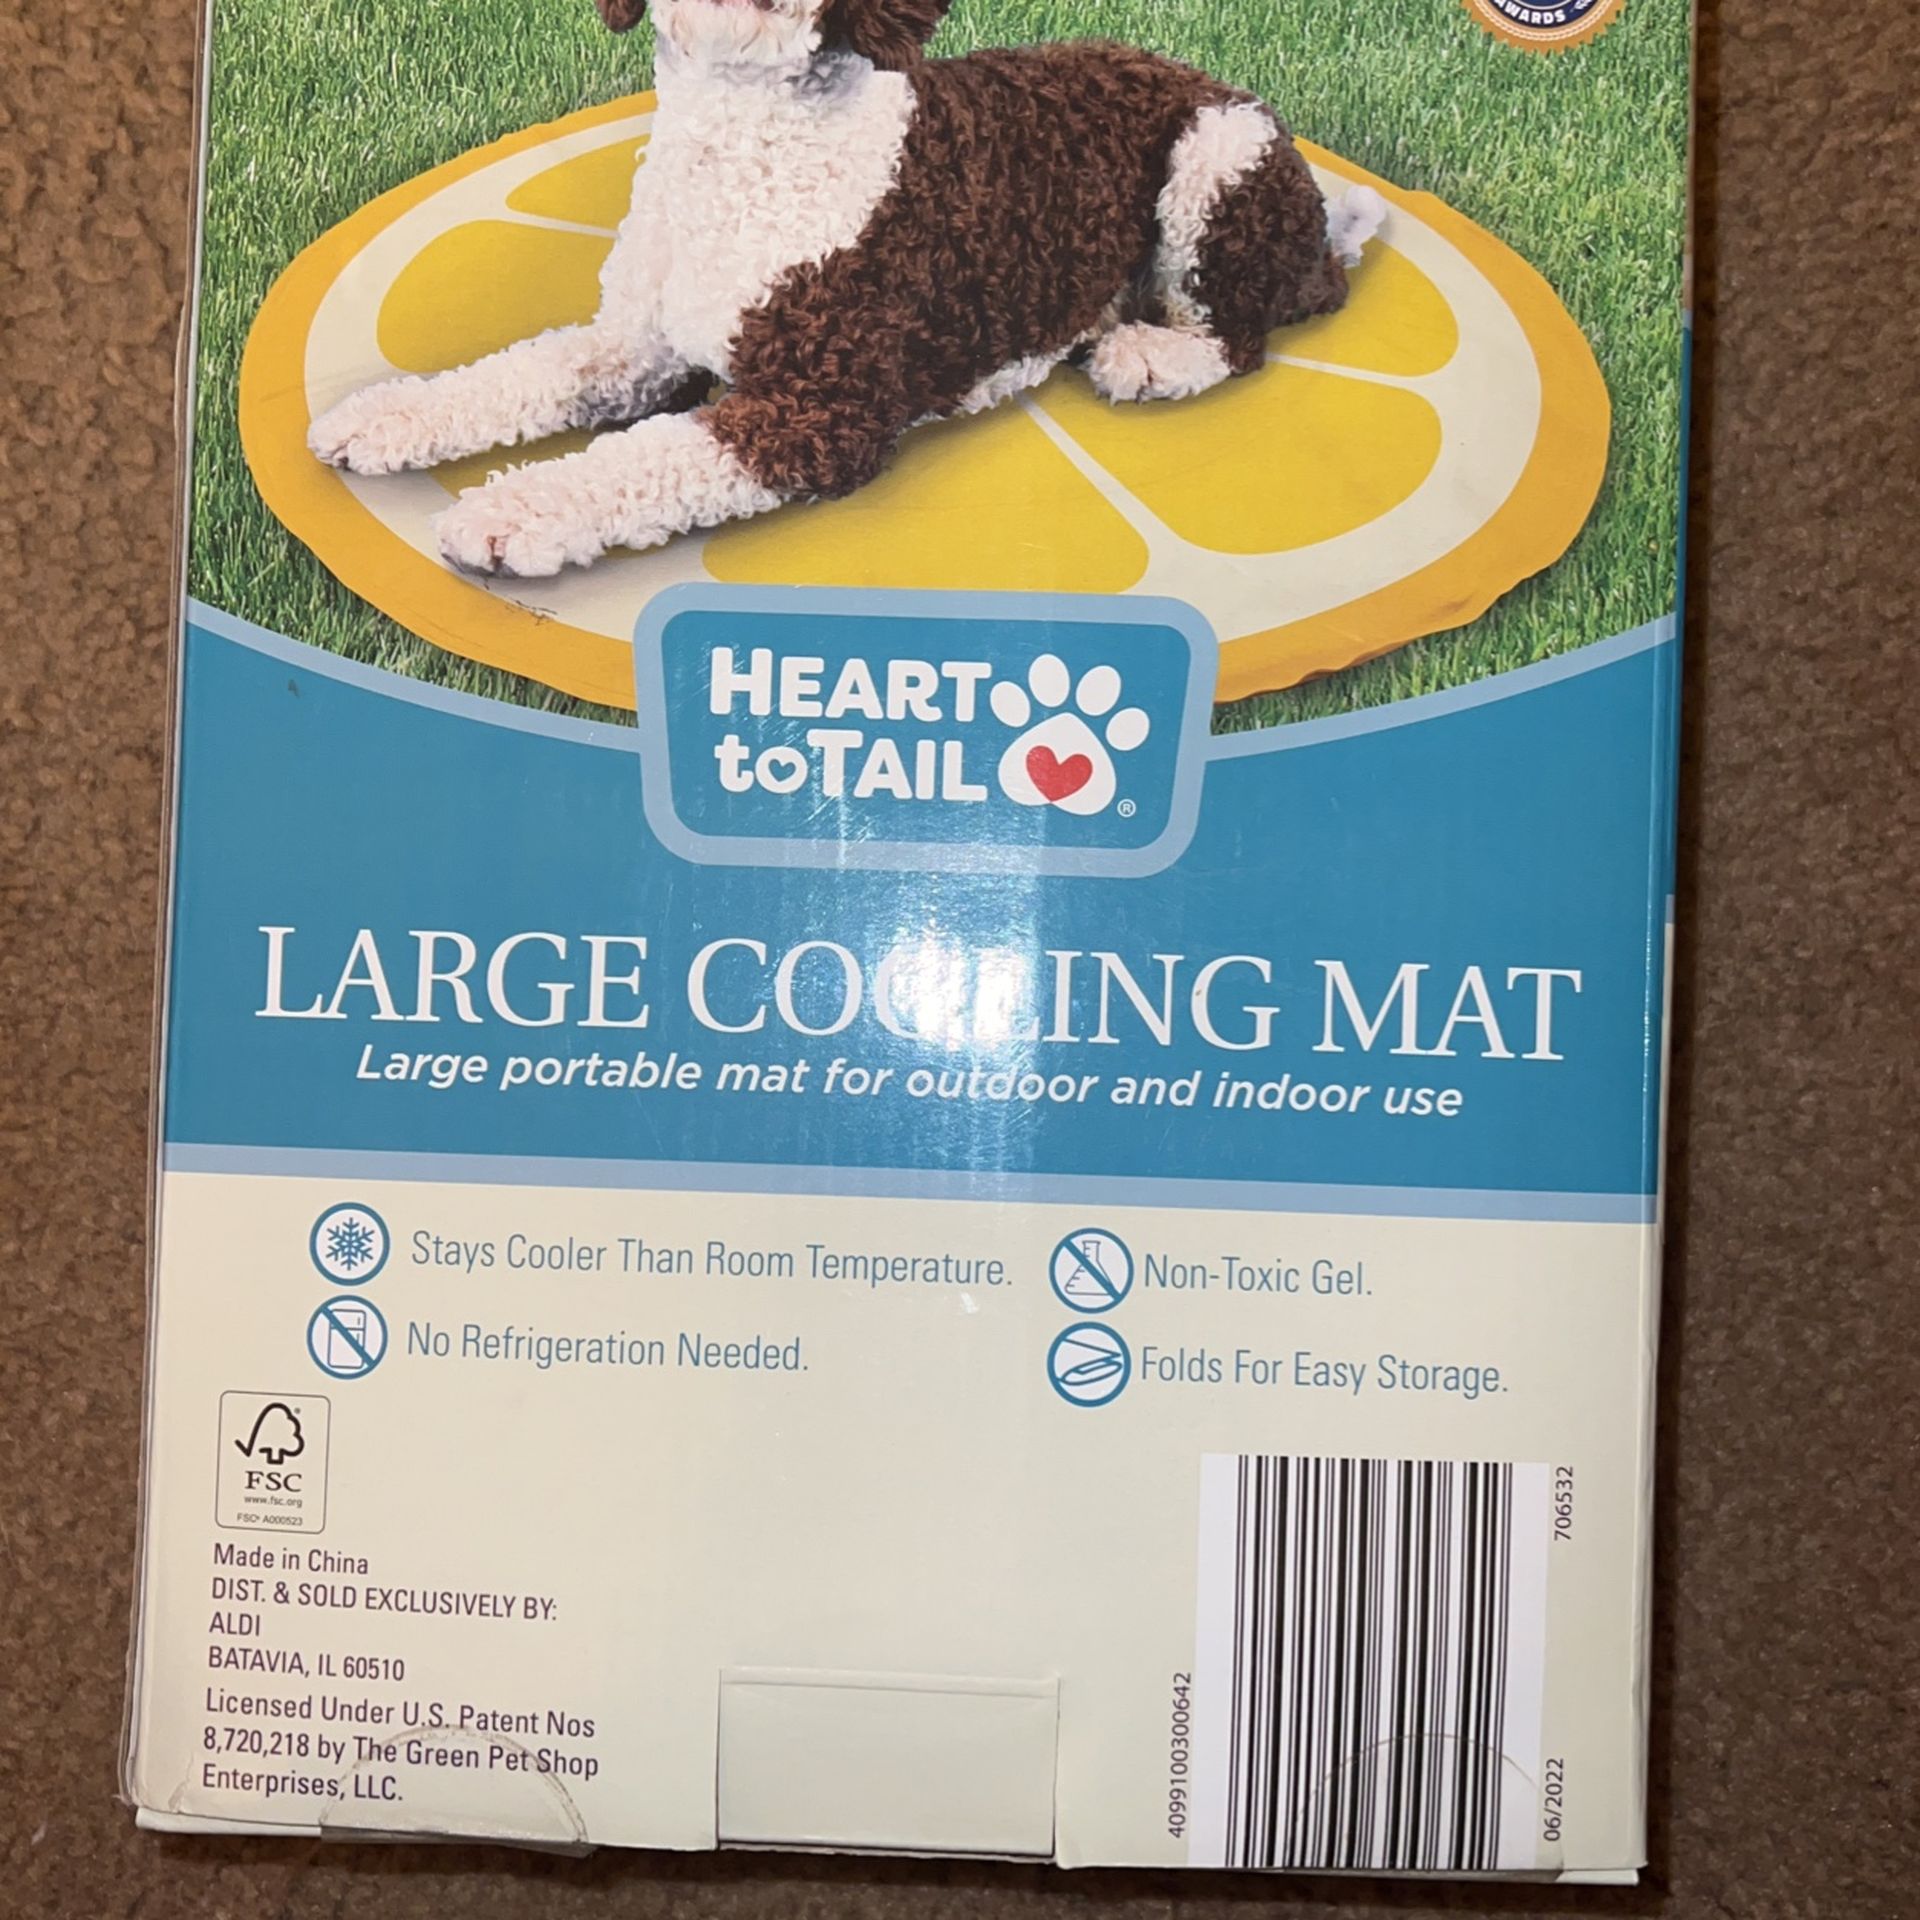 AWARDS
HEART
to TAIL
®
LARGE COOLING MAT
Large portable mat for outdoor and indoor use
Stays Cooler Than Room Temperature.
Non-Toxic Gel.
No Refrigeration Needed.
Folds For Easy Storage.
FSC
www.fsc.org
FSC® A000523
Made in China
DIST. & SOLD EXCLUSIVELY BY:
ALDI
BATAVIA, IL 60510
Licensed Under U.S. Patent Nos
8,720,218 by The Green Pet Shop
Enterprises, LLC.
4099100300642
706532
06/2022